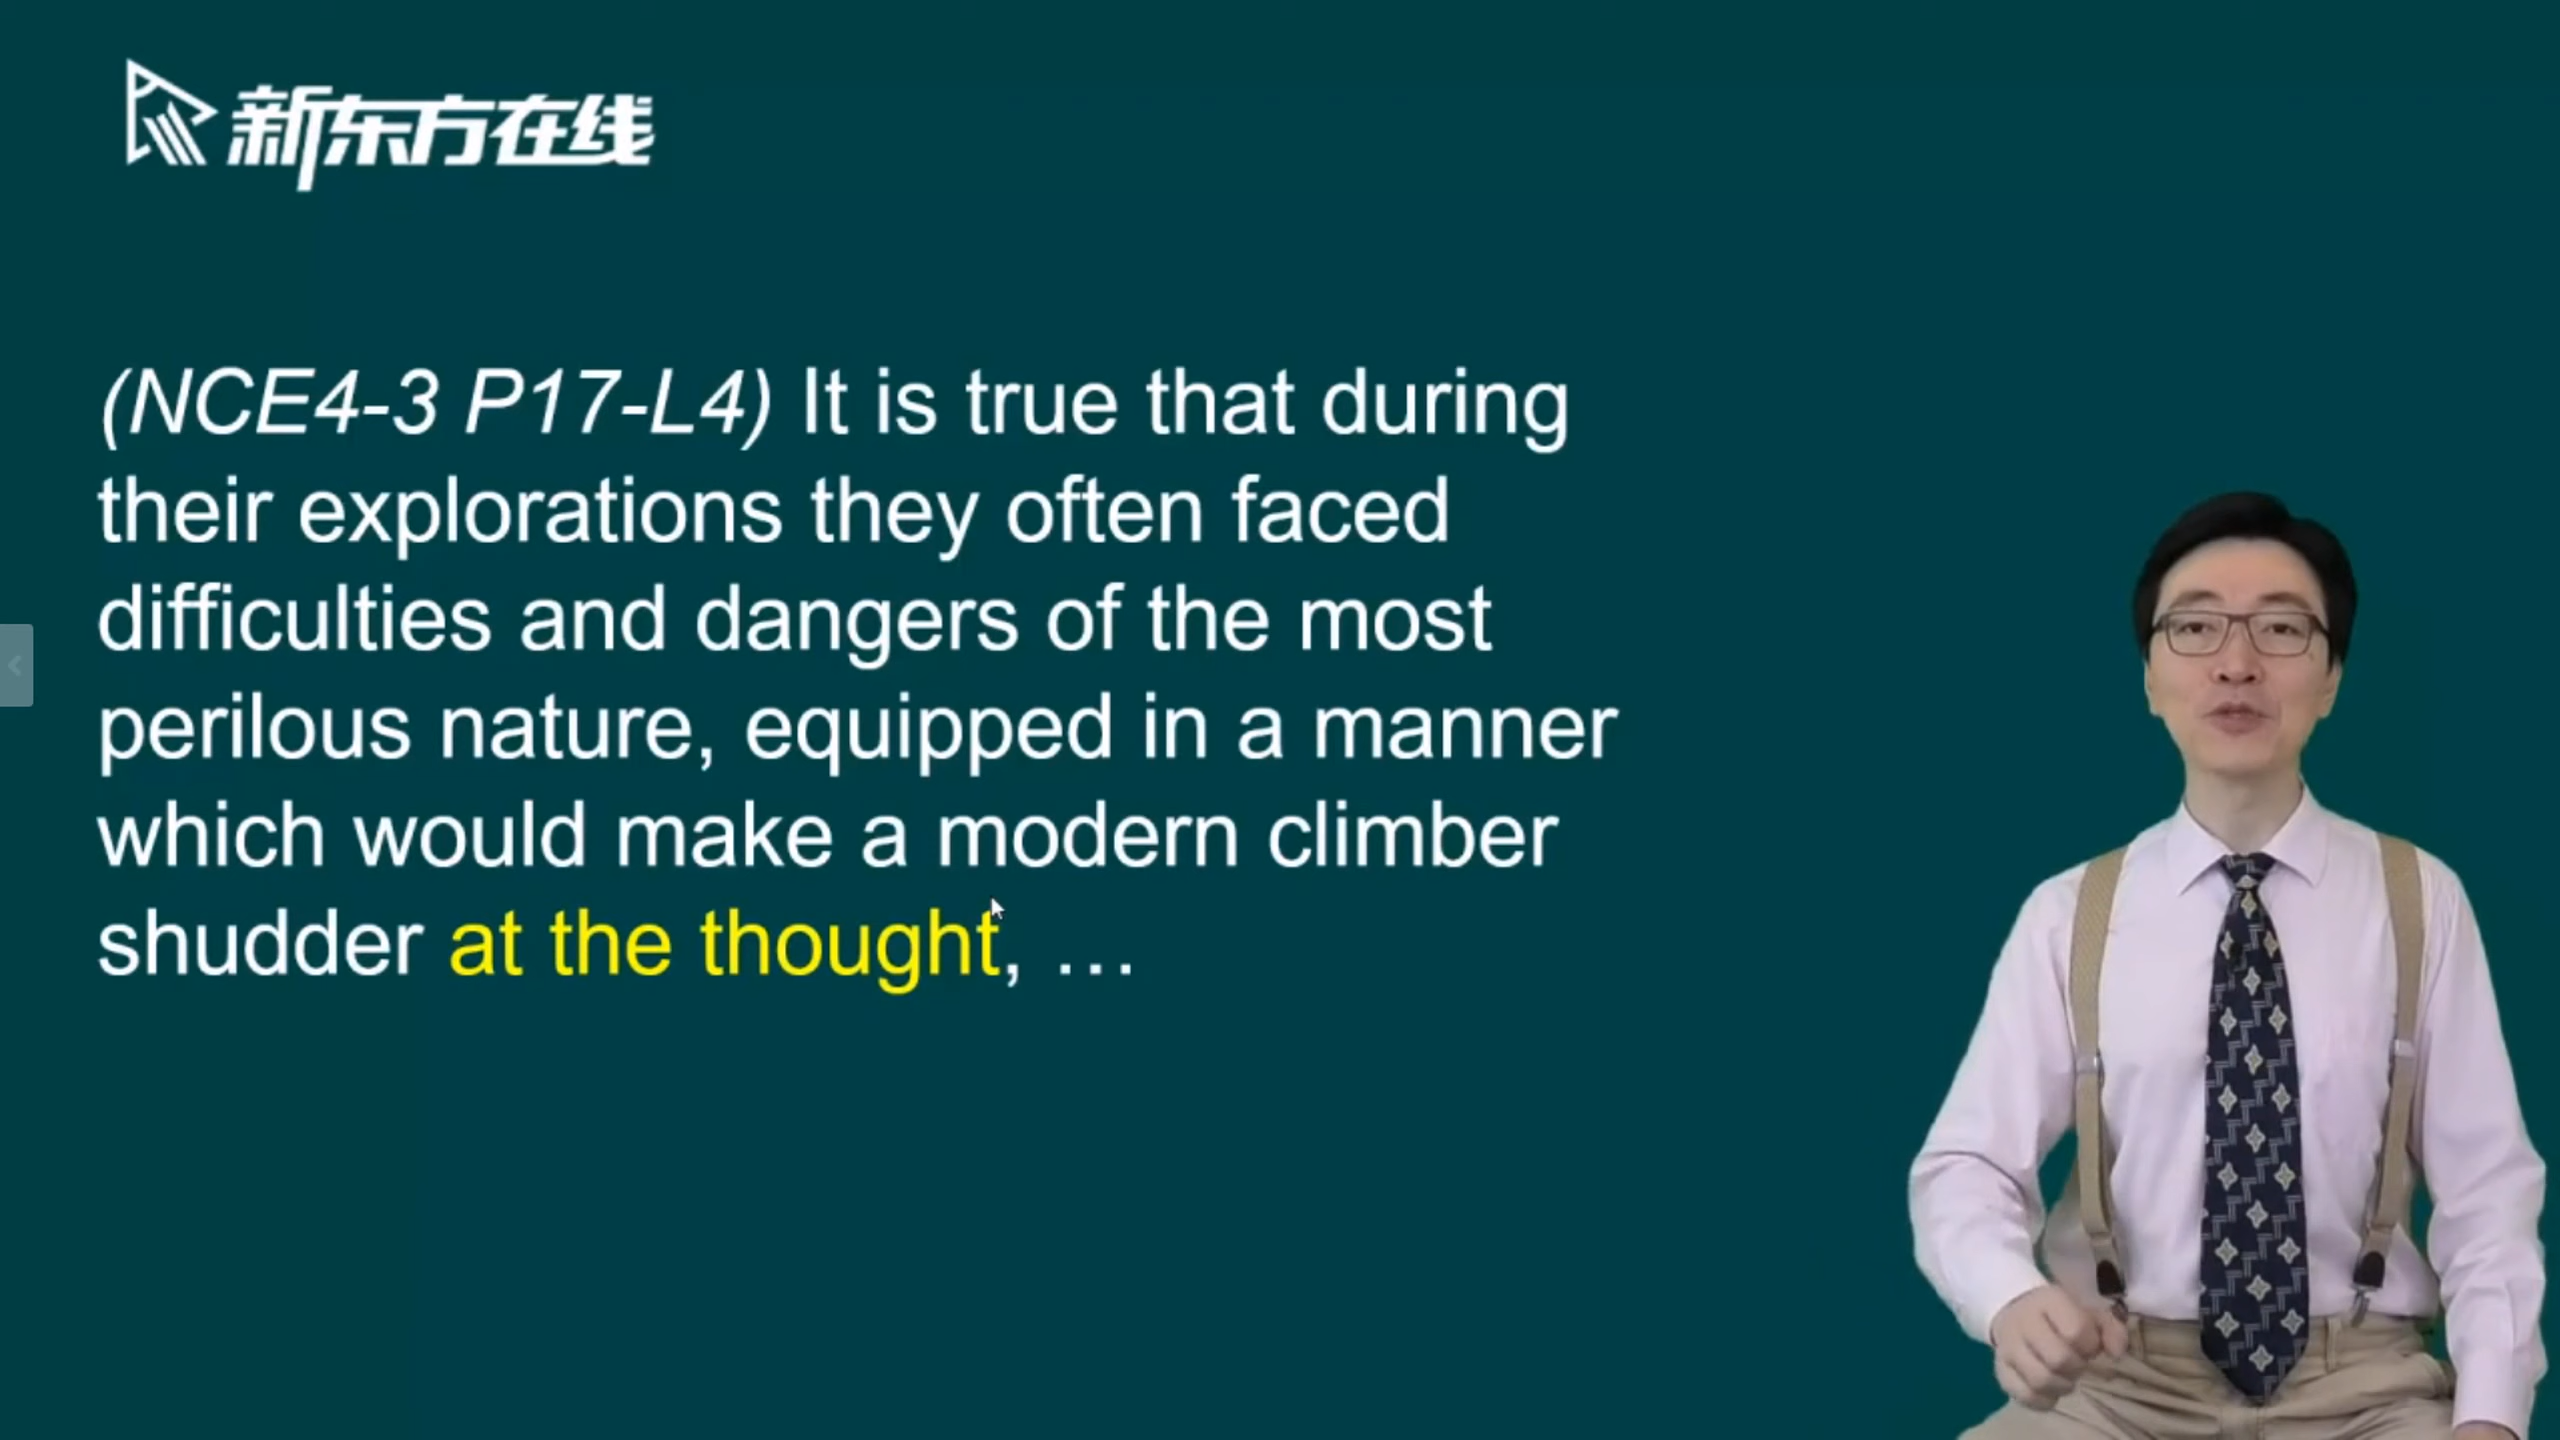 新东方在线
(NCE4-3 P17-L4) It is true that during
their explorations they often faced
difficulties and dangers of the most
perilous nature, equipped in a manner
which would make a modern climber
shudder at the thought, …